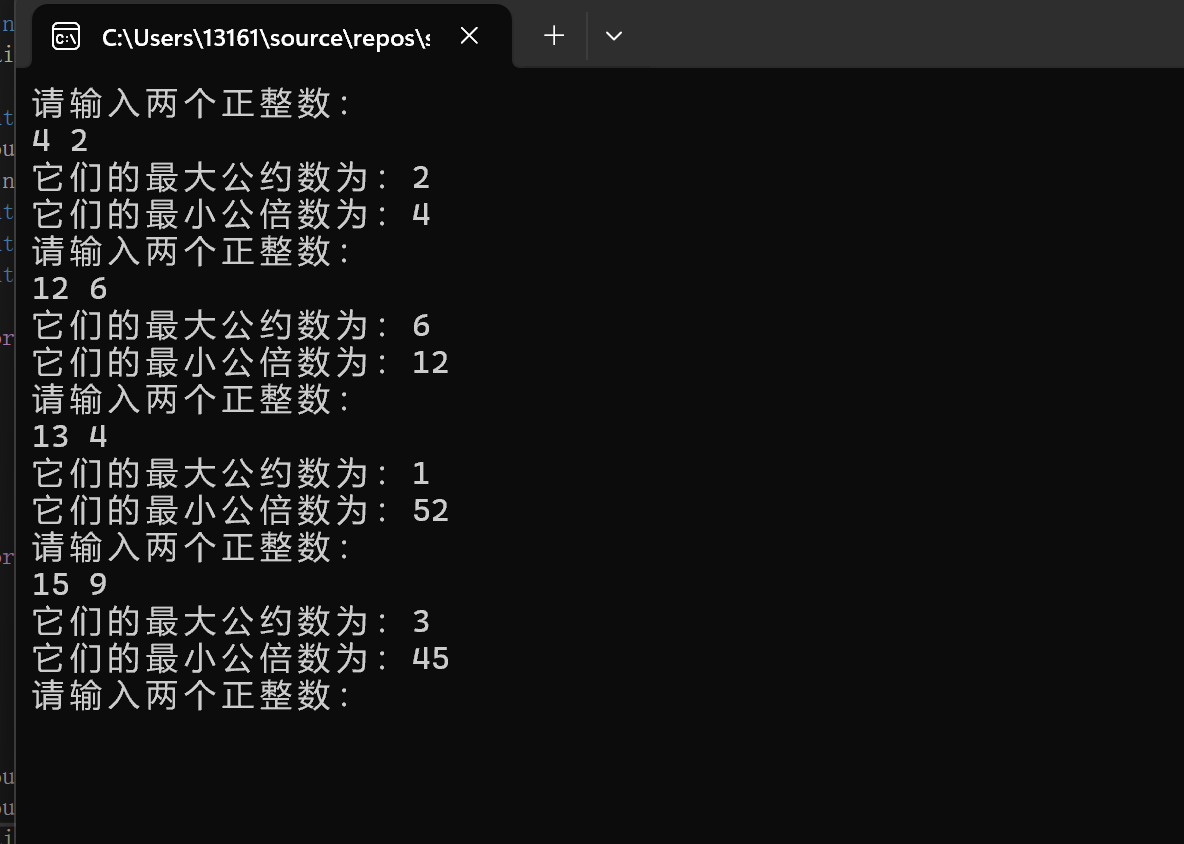 C:\Users\13161\source\repos\s
请输入两个正整数：
4 2
它们的最大公约数为：2
它们的最小公倍数为：4
请输入两个正整数：
12 6
它们的最大公约数为：6
它们的最小公倍数为：12
请输入两个正整数：
13 4
它们的最大公约数为：1
它们的最小公倍数为：52
请输入两个正整数：
15 9
它们的最大公约数为：3
它们的最小公倍数为：45
请输入两个正整数：